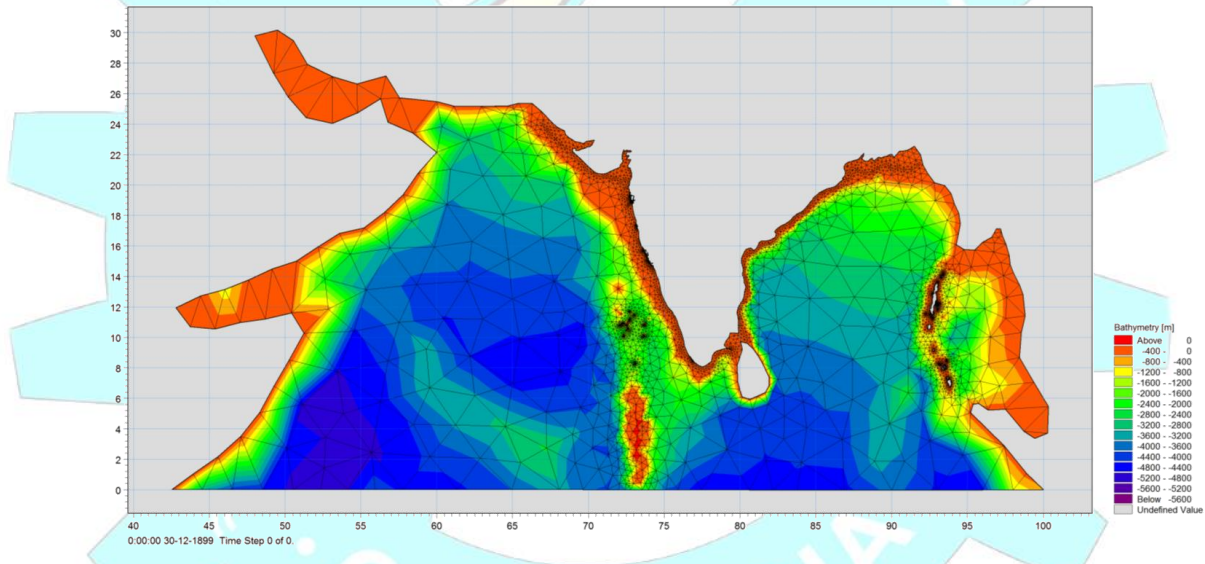 30
28
26
24
22
20
18
16
14
12
10
8
6
4
2
0
40 45 50 55 60 65 70 75 80 85 90 95 100
0:00:00 30-12-1899 Time Step 0 of 0.
Bathymetry [m]
Above 0
-400 - 0
-800 - -400
-1200 - -800
-1600 - -1200
-2000 - -1600
-2400 - -2000
-2800 - -2400
-3200 - -2800
-3600 - -3200
-4000 - -3600
-4400 - -4000
-4800 - -4400
-5200 - -4800
-5600 - -5200
Below -5600
Undefined Value